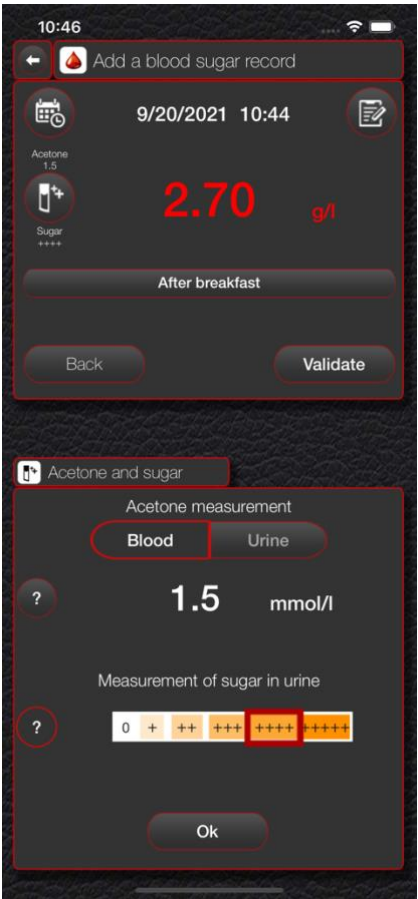 10:46
Add a blood sugar record
9/20/2021 10:44
Acetone
1.5
2.70 g/l
Sugar
++++
After breakfast
Back Validate
Acetone and sugar
Acetone measurement
Blood Urine
? 1.5 mmol/l
Measurement of sugar in urine
? 0 + ++ +++ ++++ +++++
Ok